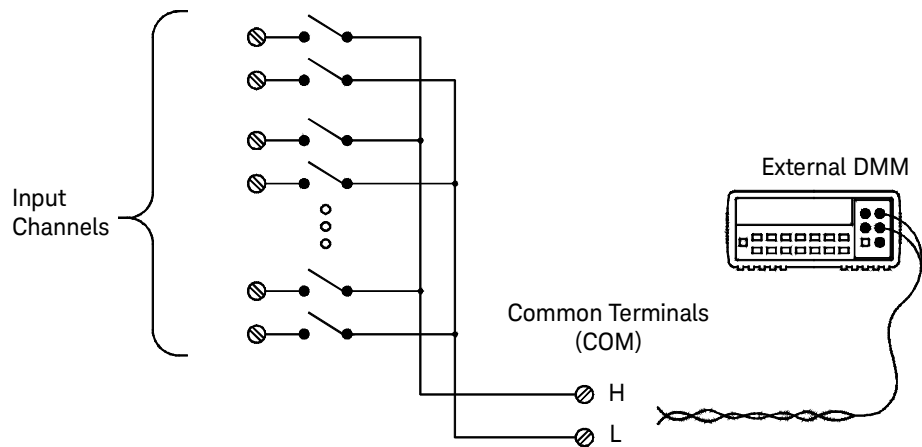 Input
Channels
External DMM
Common Terminals
(COM)
H
L